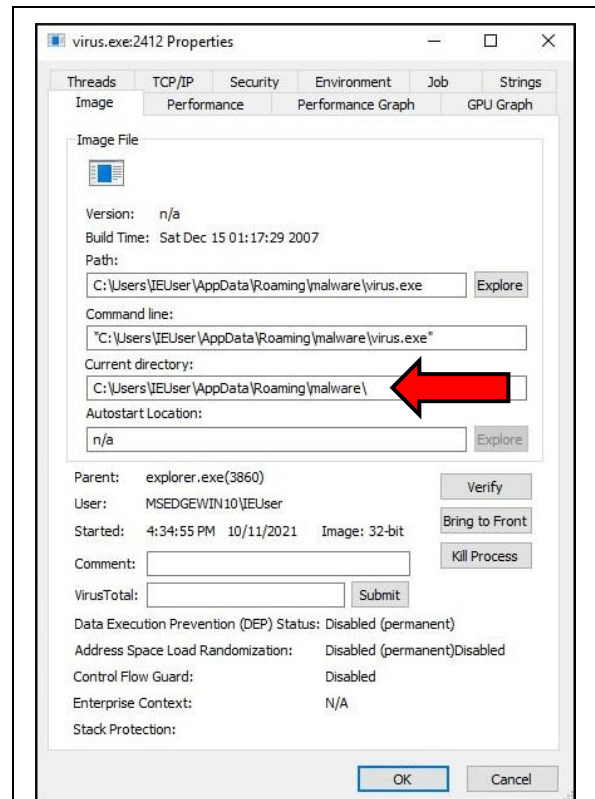 virus.exe:2412 Properties
Threads TCP/IP Security Environment Job Strings
Image Performance Performance Graph GPU Graph
Image File
Version: n/a
Build Time: Sat Dec 15 01:17:29 2007
Path:
C:\Users\IEUser\AppData\Roaming\malware\virus.exe Explore
Command line:
"C:\Users\IEUser\AppData\Roaming\malware\virus.exe"
Current directory:
C:\Users\IEUser\AppData\Roaming\malware\
Autostart Location:
n/a Explore
Parent: explorer.exe(3860) Verify
User: MSEDGEWIN10\IEUser
Started: 4:34:55 PM 10/11/2021 Image: 32-bit Bring to Front
Comment: Kill Process
VirusTotal: Submit
Data Execution Prevention (DEP) Status: Disabled (permanent)
Address Space Load Randomization: Disabled (permanent)Disabled
Control Flow Guard: Disabled
Enterprise Context: N/A
Stack Protection:
OK Cancel